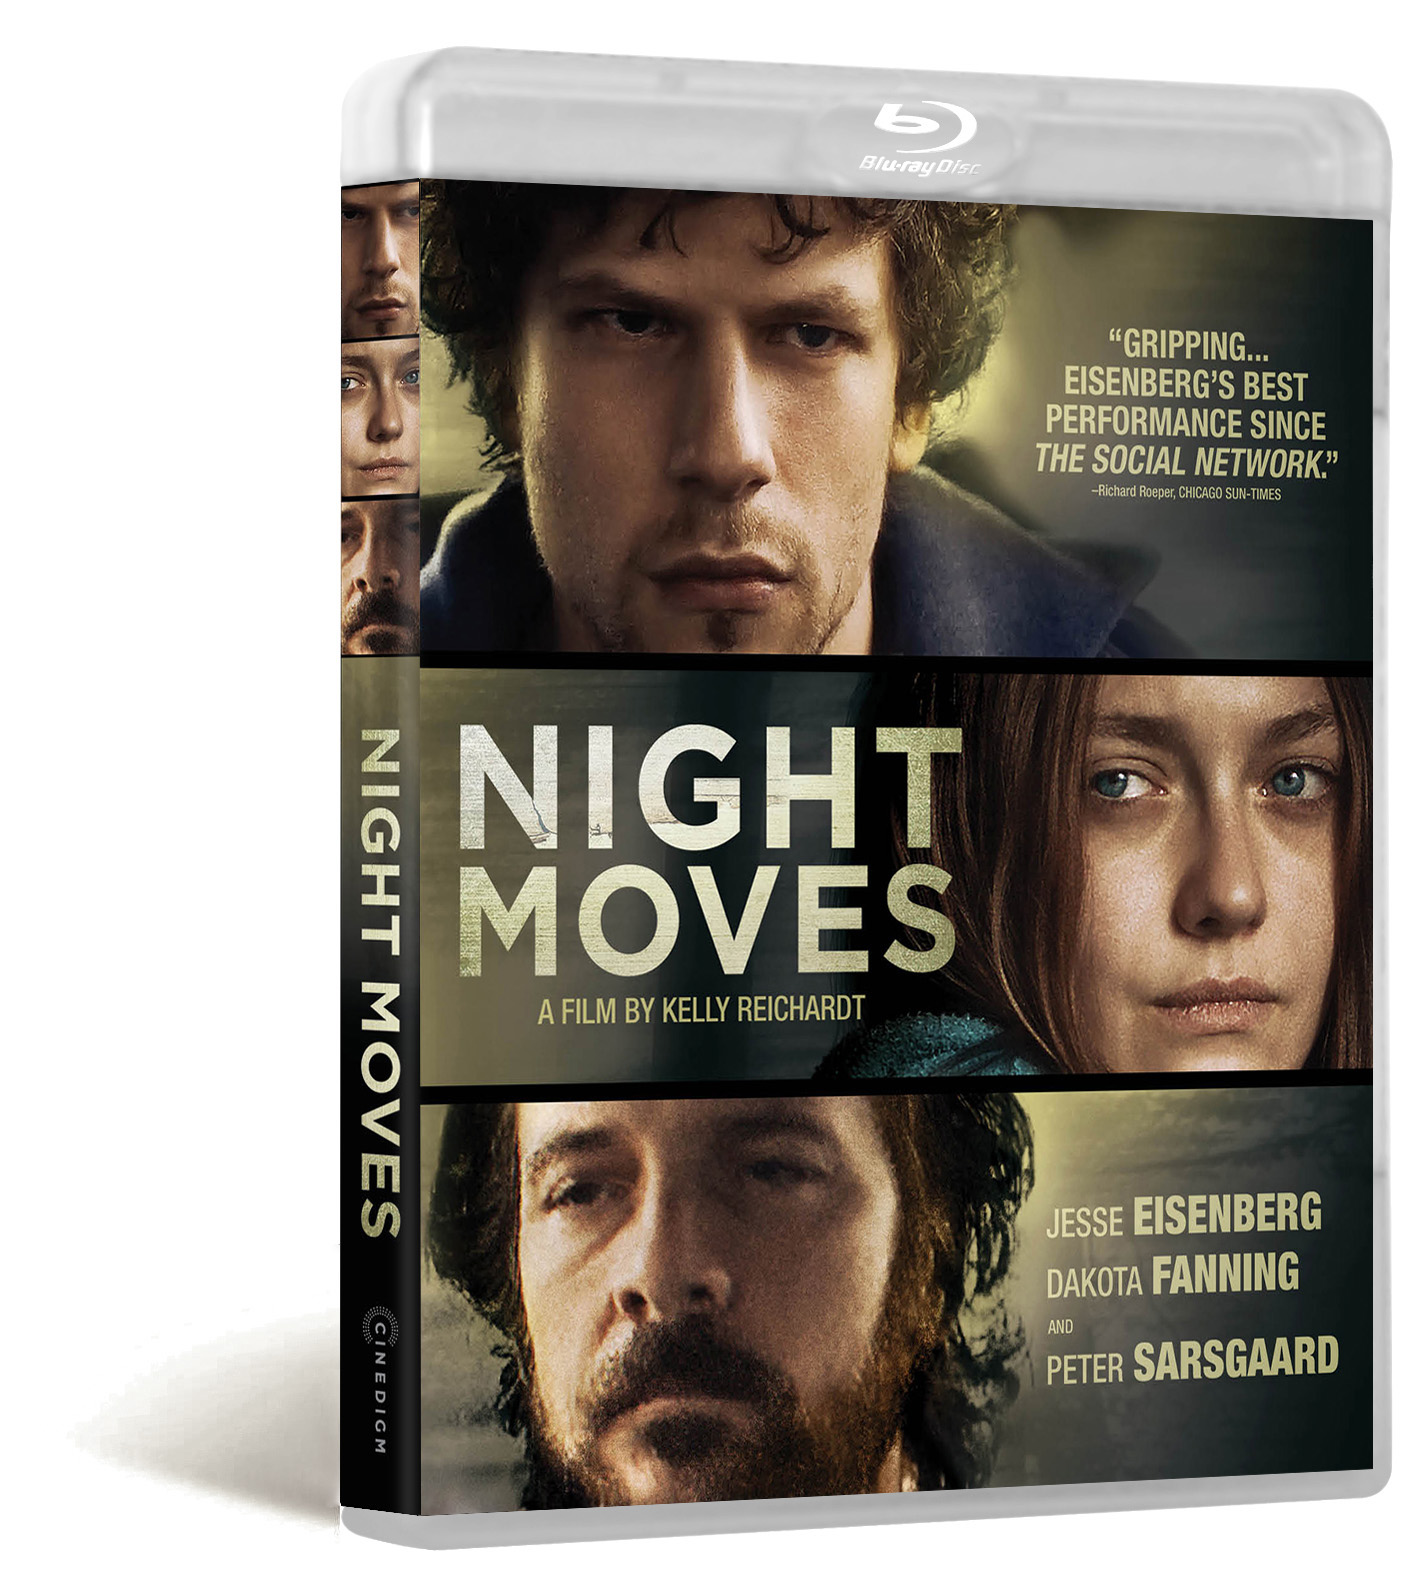 Blu-ray Disc
“GRIPPING...
EISENBERG’S BEST
PERFORMANCE SINCE
THE SOCIAL NETWORK.”
–Richard Roeper, CHICAGO SUN-TIMES
NIGHT
MOVES
A FILM BY KELLY REICHARDT
JESSE EISENBERG
DAKOTA FANNING
AND
PETER SARSGAARD
NIGHT MOVES
CINEDIGM